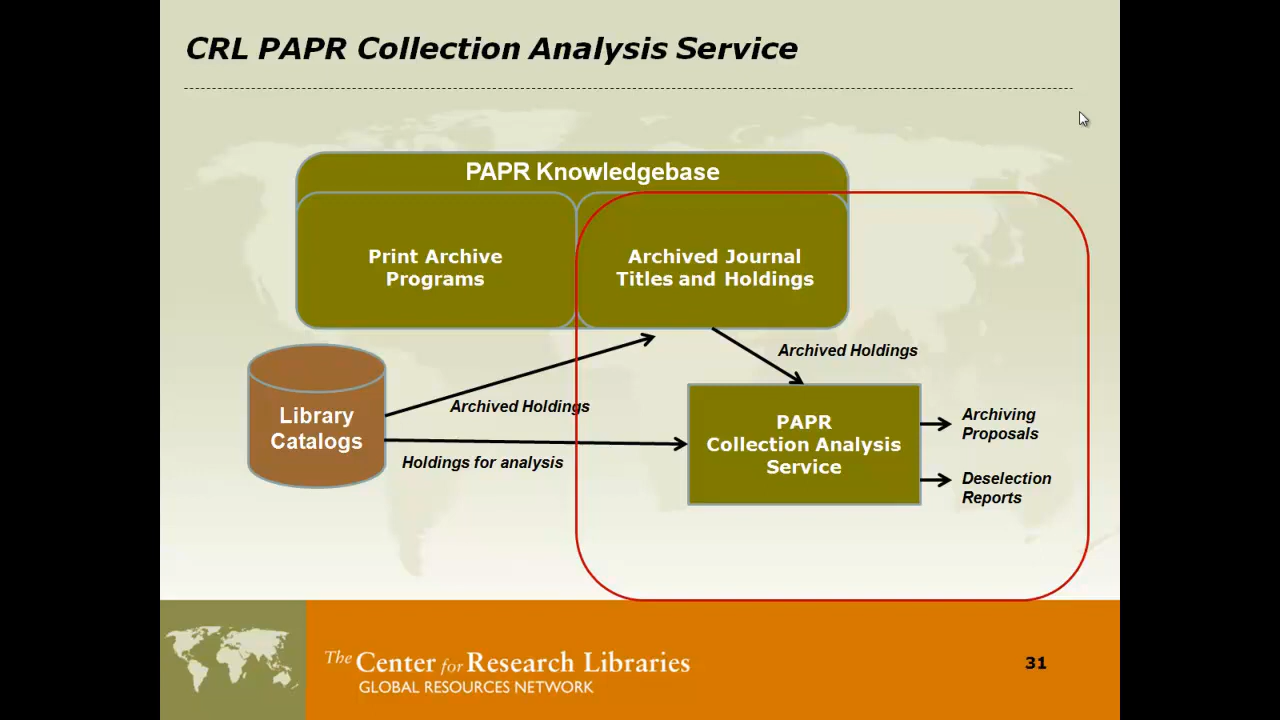 CRL PAPR Collection Analysis Service
PAPR Knowledgebase
Print Archive
Programs
Archived Journal
Titles and Holdings
Archived Holdings
Library
Catalogs
Archived Holdings
Holdings for analysis
PAPR
Collection Analysis
Service
Archiving
Proposals
Deselection
Reports
The Center for Research Libraries
GLOBAL RESOURCES NETWORK
31